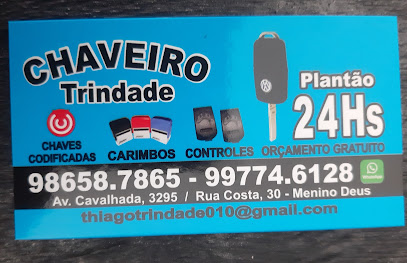 CHAVEIRO
Trindade
Plantão
24Hs
CHAVES
CODIFICADAS
CARIMBOS
CONTROLES
ORÇAMENTO GRATUITO
98658.7865 - 99774.6128
Av. Cavalhada, 3295 / Rua Costa, 30 - Menino Deus
thiagotrindade010@gmail.com